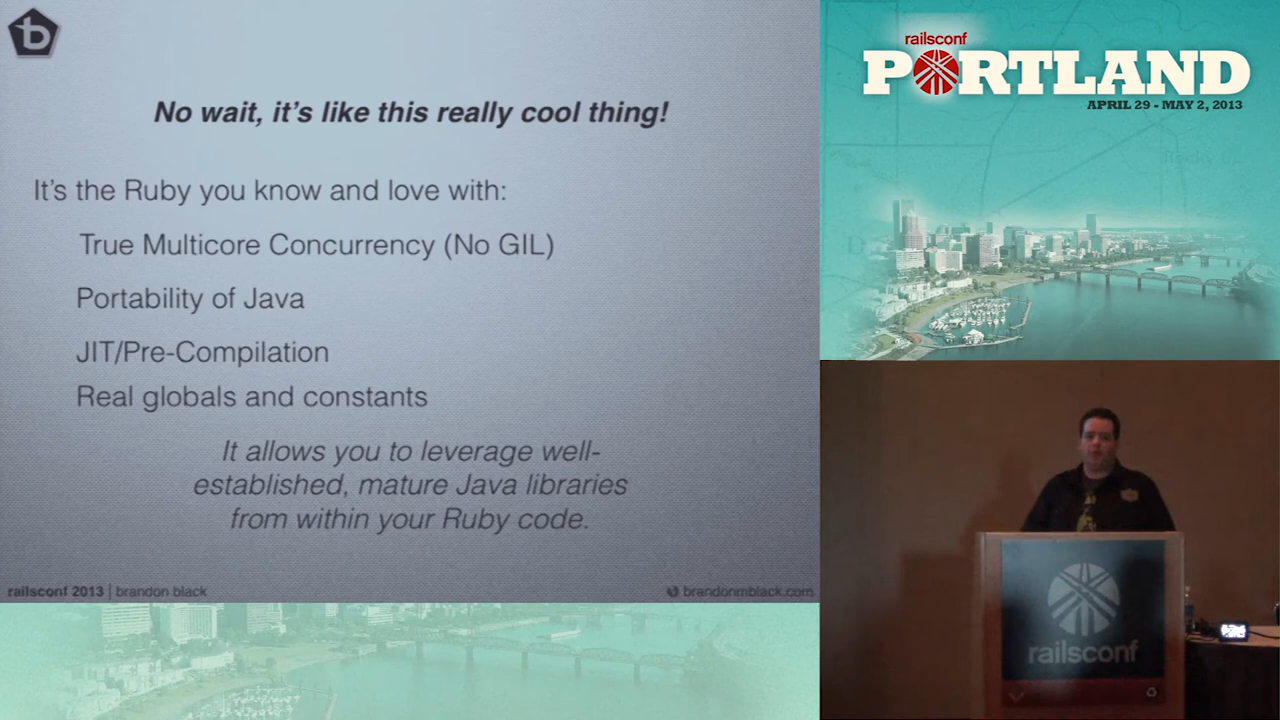 No wait, it's like this really cool thing!
It's the Ruby you know and love with:
True Multicore Concurrency (No GIL)
Portability of Java
JIT/Pre-Compilation
Real globals and constants
It allows you to leverage well-
established, mature Java libraries
from within your Ruby code.
railsconf 2013 | brandon black
brandonmblack.com
railsconf
PORTLAND
APRIL 29 - MAY 2, 2013
railsconf